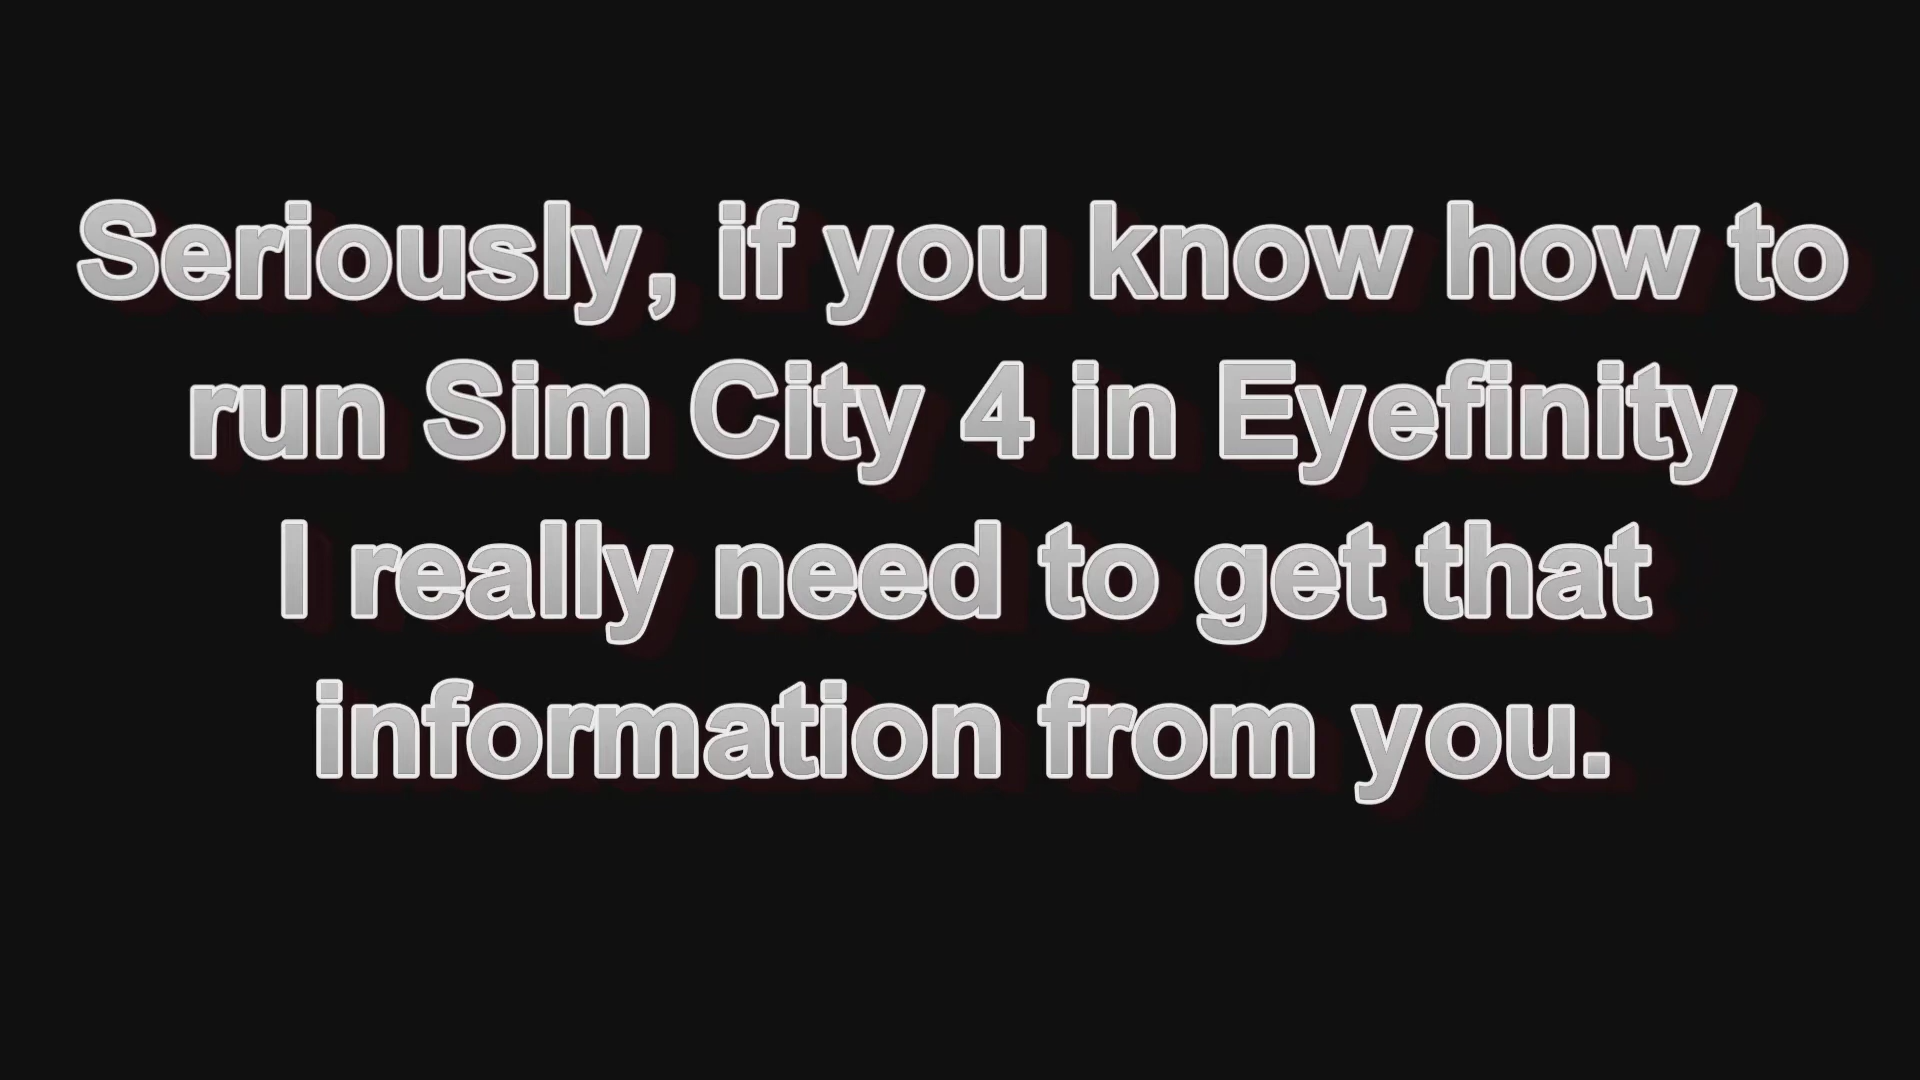 Seriously, if you know how to
run Sim City 4 in Eyefinity
I really need to get that
information from you.